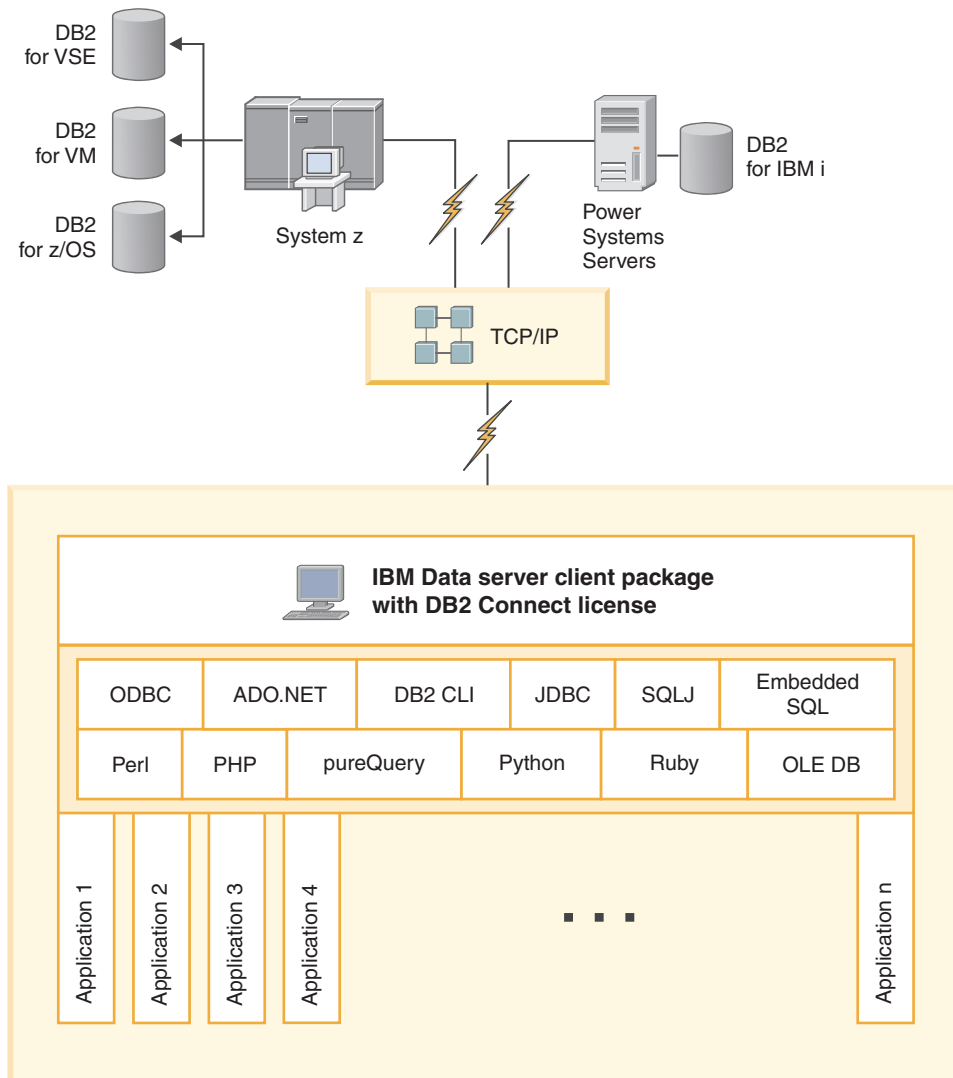 DB2
for VSE
DB2
for VM
DB2
for z/OS
System z
DB2
for IBM i
Power
Systems
Servers
TCP/IP
IBM Data server client package
with DB2 Connect license
ODBC
ADO.NET
DB2 CLI
JDBC
SQLJ
Embedded
SQL
Perl
PHP
pureQuery
Python
Ruby
OLE DB
Application 1
Application 2
Application 3
Application 4
...
Application n